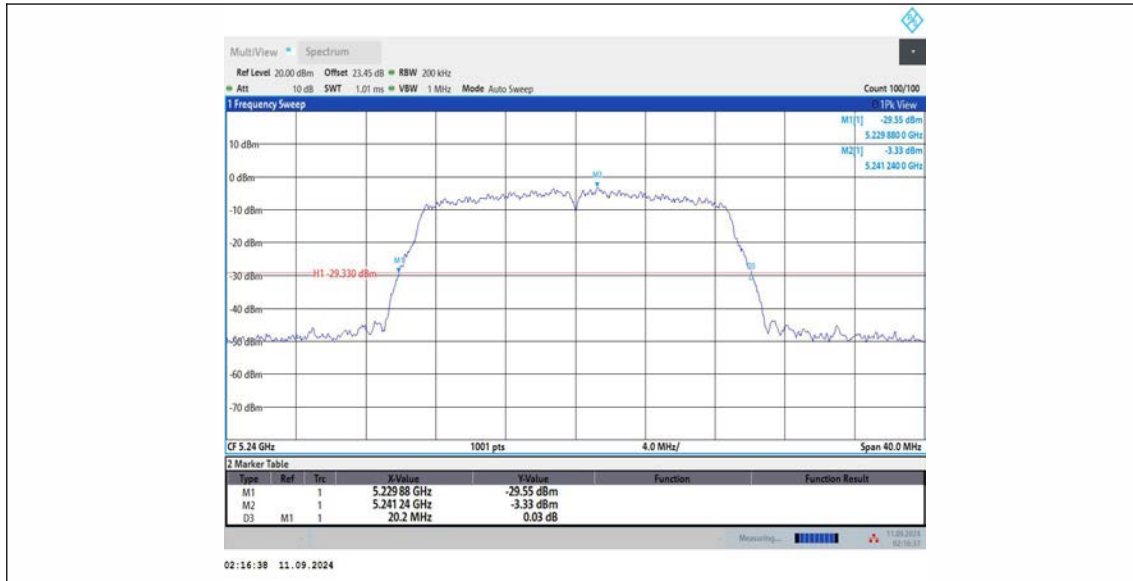 MultiView Spectrum
Ref Level 20.00 dBm Offset 23.45 dB RBW 200 kHz
Att 10 dB SWT 1.01 ms VBW 1 MHz Mode Auto Sweep Count 100/100
1 Frequency Sweep 1Pk View
M1[1] -29.55 dBm
5.229 880 0 GHz
10 dBm
M2[1] -3.33 dBm
5.241 240 0 GHz
0 dBm
M2
-10 dBm
-20 dBm
M1
D3
H1 -29.330 dBm
-30 dBm
-40 dBm
-50 dBm
-60 dBm
-70 dBm
CF 5.24 GHz 1001 pts 4.0 MHz/ Span 40.0 MHz
2 Marker Table
Type Ref Trc X-Value Y-Value Function Function Result
M1 1 5.229 88 GHz -29.55 dBm
M2 1 5.241 24 GHz -3.33 dBm
D3 M1 1 20.2 MHz 0.03 dB
Measuring... 11.09.2024
02:16:37
02:16:38 11.09.2024